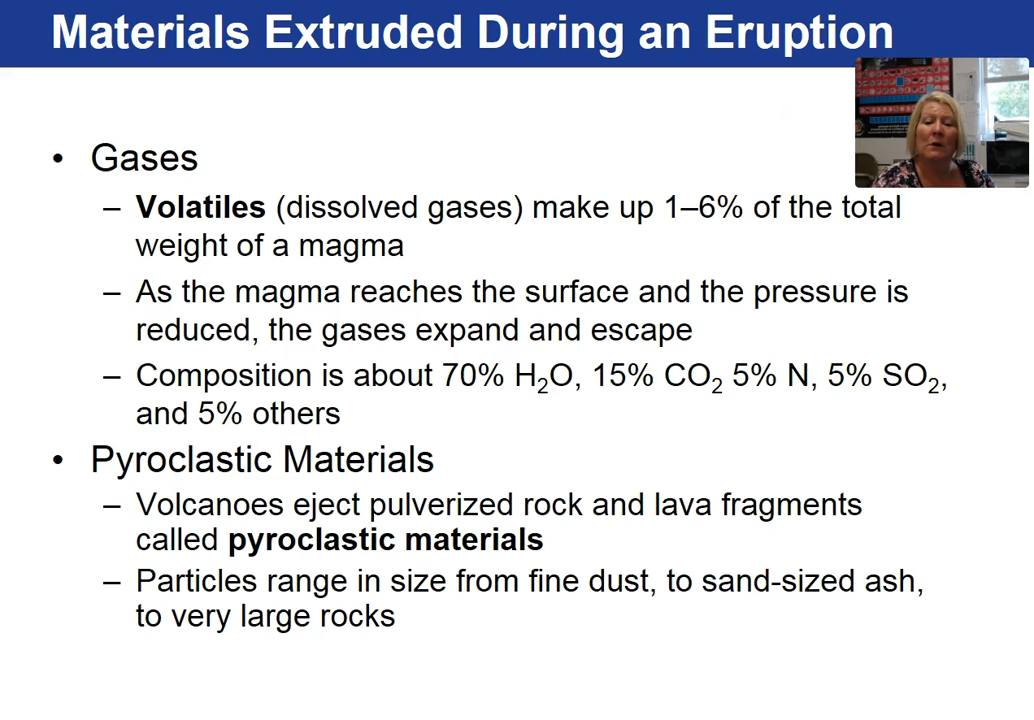 Materials Extruded During an Eruption
• Gases
– Volatiles (dissolved gases) make up 1–6% of the total
weight of a magma
– As the magma reaches the surface and the pressure is
reduced, the gases expand and escape
– Composition is about 70% H₂O, 15% CO₂ 5% N, 5% SO₂,
and 5% others
• Pyroclastic Materials
– Volcanoes eject pulverized rock and lava fragments
called pyroclastic materials
– Particles range in size from fine dust, to sand-sized ash,
to very large rocks